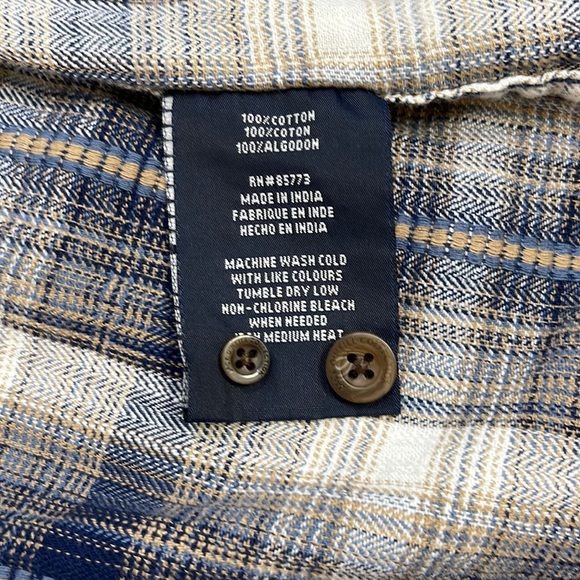 100%COTTON
100%COTON
100%ALGODON
RN#85773
MADE IN INDIA
FABRIQUE EN INDE
HECHO EN INDIA
MACHINE WASH COLD
WITH LIKE COLOURS
TUMBLE DRY LOW
NON-CHLORINE BLEACH
WHEN NEEDED
IRON MEDIUM HEAT